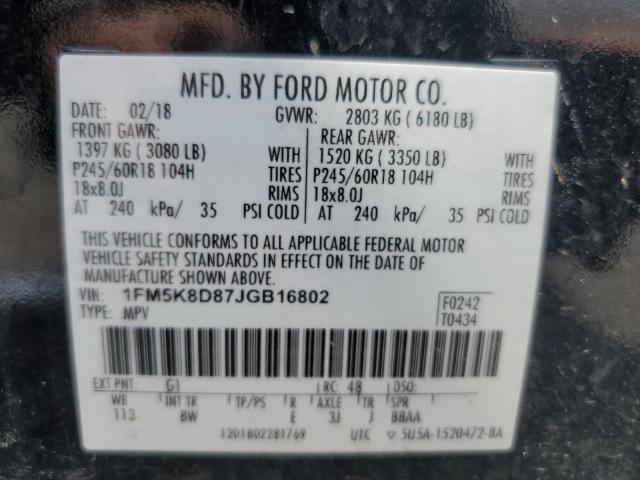 MFD. BY FORD MOTOR CO.
DATE: 02/18 GVWR: 2803 KG ( 6180 LB)
FRONT GAWR: REAR GAWR:
1397 KG ( 3080 LB) WITH 1520 KG ( 3350 LB) WITH
P245/60R18 104H TIRES P245/60R18 104H TIRES
18x8.0J RIMS 18x8.0J RIMS
AT 240 kPa/ 35 PSI COLD AT 240 kPa/ 35 PSI COLD
THIS VEHICLE CONFORMS TO ALL APPLICABLE FEDERAL MOTOR
VEHICLE SAFETY STANDARDS IN EFFECT ON THE DATE OF
MANUFACTURE SHOWN ABOVE.
VIN: 1FM5K8D87JGB16802 F0242
TYPE: MPV T0434
EXT PNT: G1 RC: 48 DSO:
WB INT TR TP/PS R AXLE TR SPR
113 BW E 3J J BBAA
1201802281769 UTC ▽ 5U5A-1520472-BA